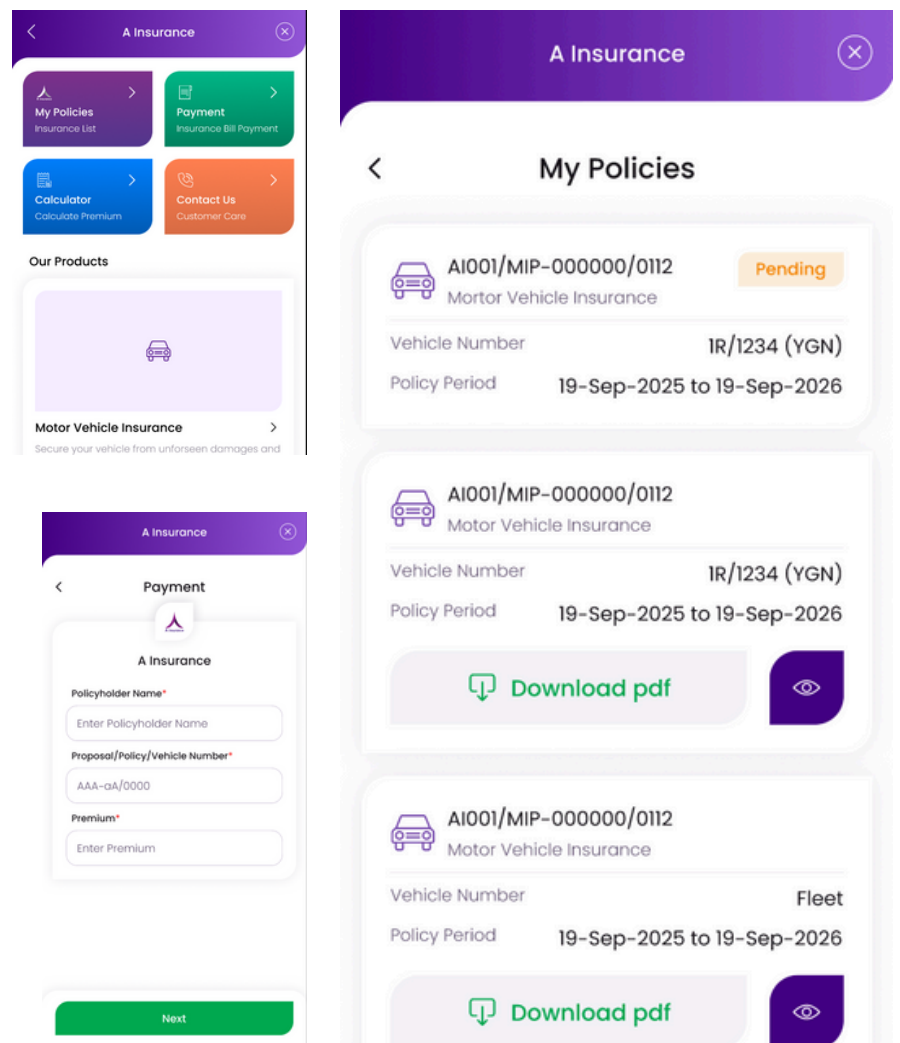 A Insurance
My Policies
Insurance List
Payment
Insurance Bill Payment
Calculator
Calculate Premium
Contact Us
Customer Care
Our Products
Motor Vehicle Insurance
Secure your vehicle from unforseen damages and
A Insurance
Payment
A Insurance
Policyholder Name*
Enter Policyholder Name
Proposal/Policy/Vehicle Number*
AAA-aA/0000
Premium*
Enter Premium
Next
A Insurance
My Policies
AI001/MIP-000000/0112
Pending
Mortor Vehicle Insurance
Vehicle Number 1R/1234 (YGN)
Policy Period 19-Sep-2025 to 19-Sep-2026
AI001/MIP-000000/0112
Motor Vehicle Insurance
Vehicle Number 1R/1234 (YGN)
Policy Period 19-Sep-2025 to 19-Sep-2026
Download pdf
AI001/MIP-000000/0112
Motor Vehicle Insurance
Vehicle Number Fleet
Policy Period 19-Sep-2025 to 19-Sep-2026
Download pdf